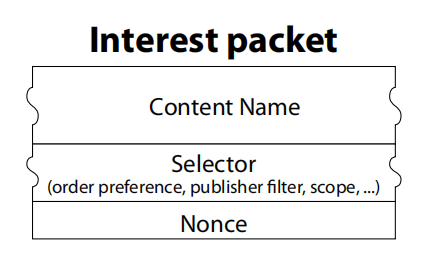 Interest packet
Content Name
Selector
(order preference, publisher filter, scope, ...)
Nonce